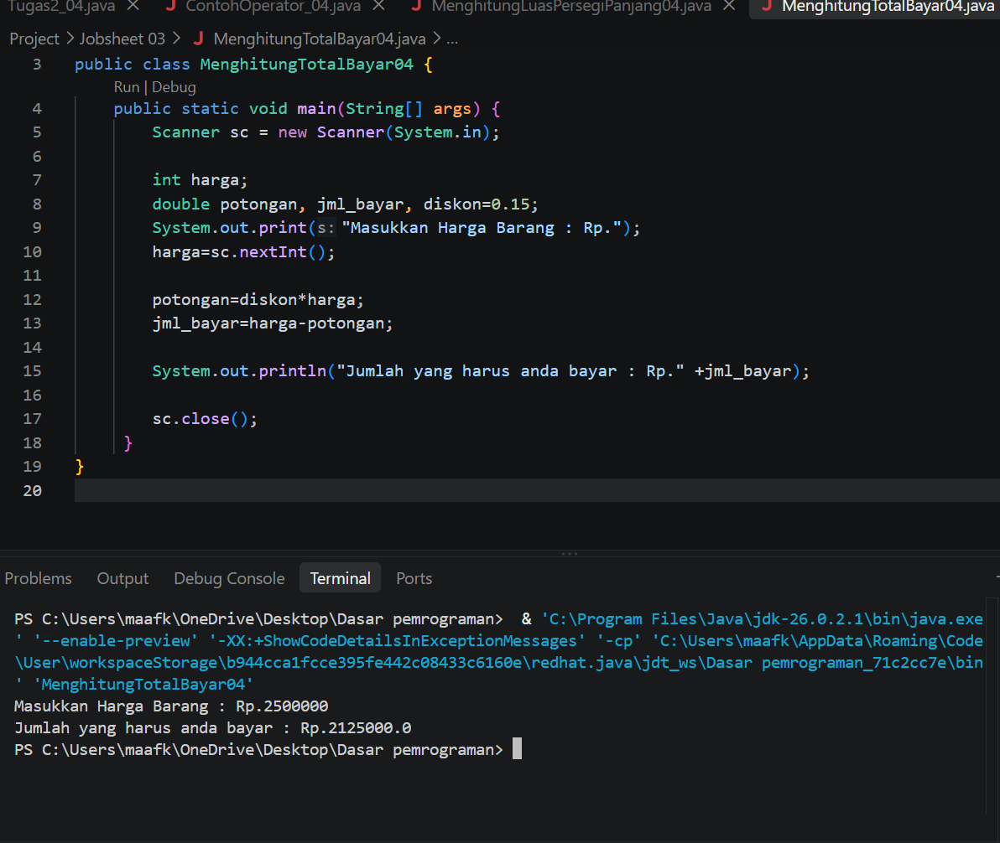 Tugas2_04.java × J ContohOperator_04.java × J MenghitungLuasPersegiPanjang04.java × J MenghitungTotalBayar04.java
Project > Jobsheet 03 > J MenghitungTotalBayar04.java > ...
3 public class MenghitungTotalBayar04 {
Run | Debug
4 public static void main(String[] args) {
5 Scanner sc = new Scanner(System.in);
6
7 int harga;
8 double potongan, jml_bayar, diskon=0.15;
9 System.out.print(s: "Masukkan Harga Barang : Rp.");
10 harga=sc.nextInt();
11
12 potongan=diskon*harga;
13 jml_bayar=harga-potongan;
14
15 System.out.println("Jumlah yang harus anda bayar : Rp." +jml_bayar);
16
17 sc.close();
18 }
19 }
20
Problems Output Debug Console Terminal Ports
PS C:\Users\maafk\OneDrive\Desktop\Dasar pemrograman> & 'C:\Program Files\Java\jdk-26.0.2.1\bin\java.exe
' '--enable-preview' '-XX:+ShowCodeDetailsInExceptionMessages' '-cp' 'C:\Users\maafk\AppData\Roaming\Code
\User\workspaceStorage\b944cca1fcce395fe442c08433c6160e\redhat.java\jdt_ws\Dasar pemrograman_71c2cc7e\bin
' 'MenghitungTotalBayar04'
Masukkan Harga Barang : Rp.2500000
Jumlah yang harus anda bayar : Rp.2125000.0
PS C:\Users\maafk\OneDrive\Desktop\Dasar pemrograman>